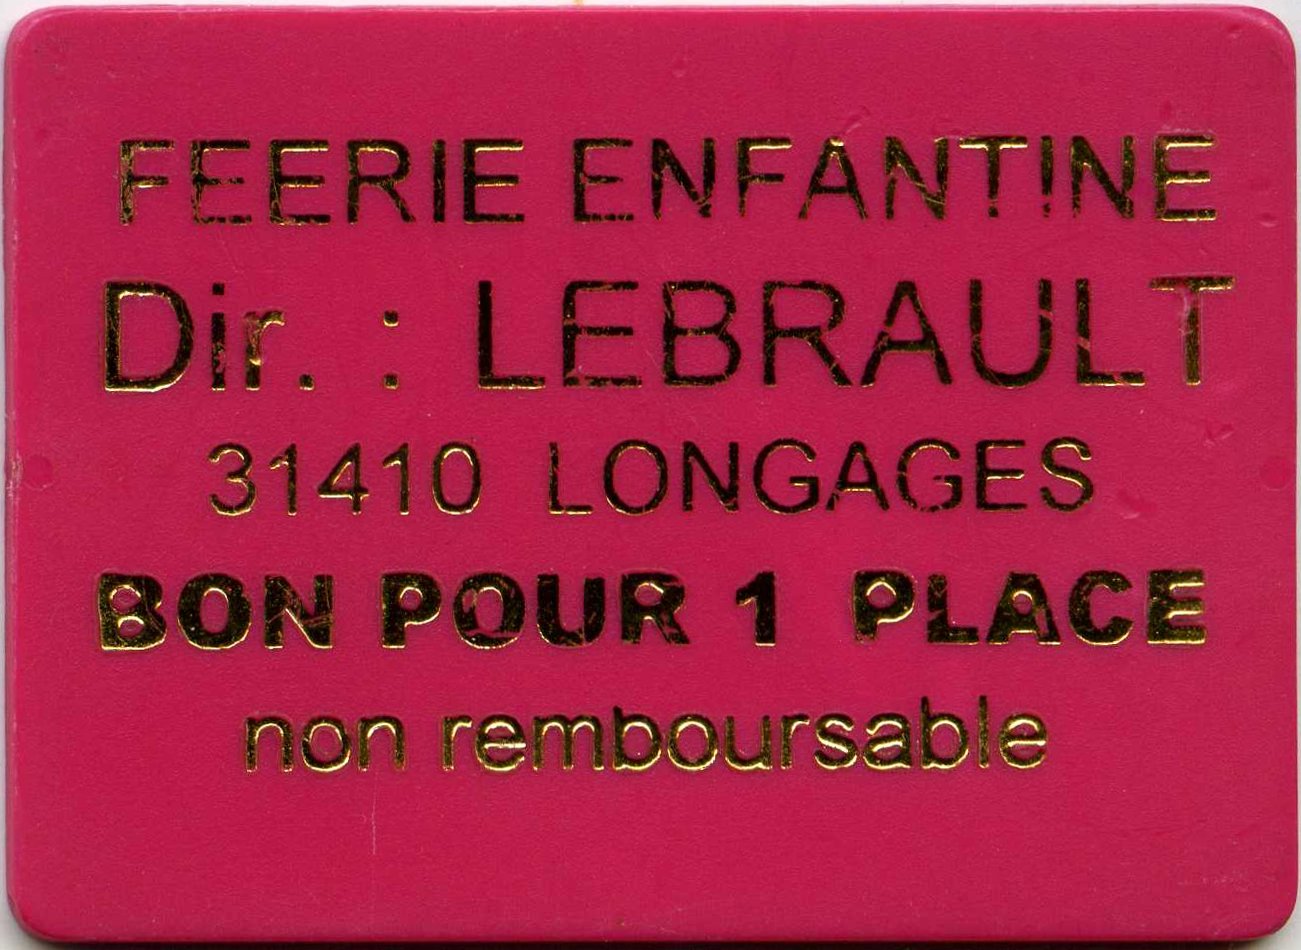 FEERIE ENFANTINE
Dir. : LEBRAULT
31410 LONGAGES
BON POUR 1 PLACE
non remboursable